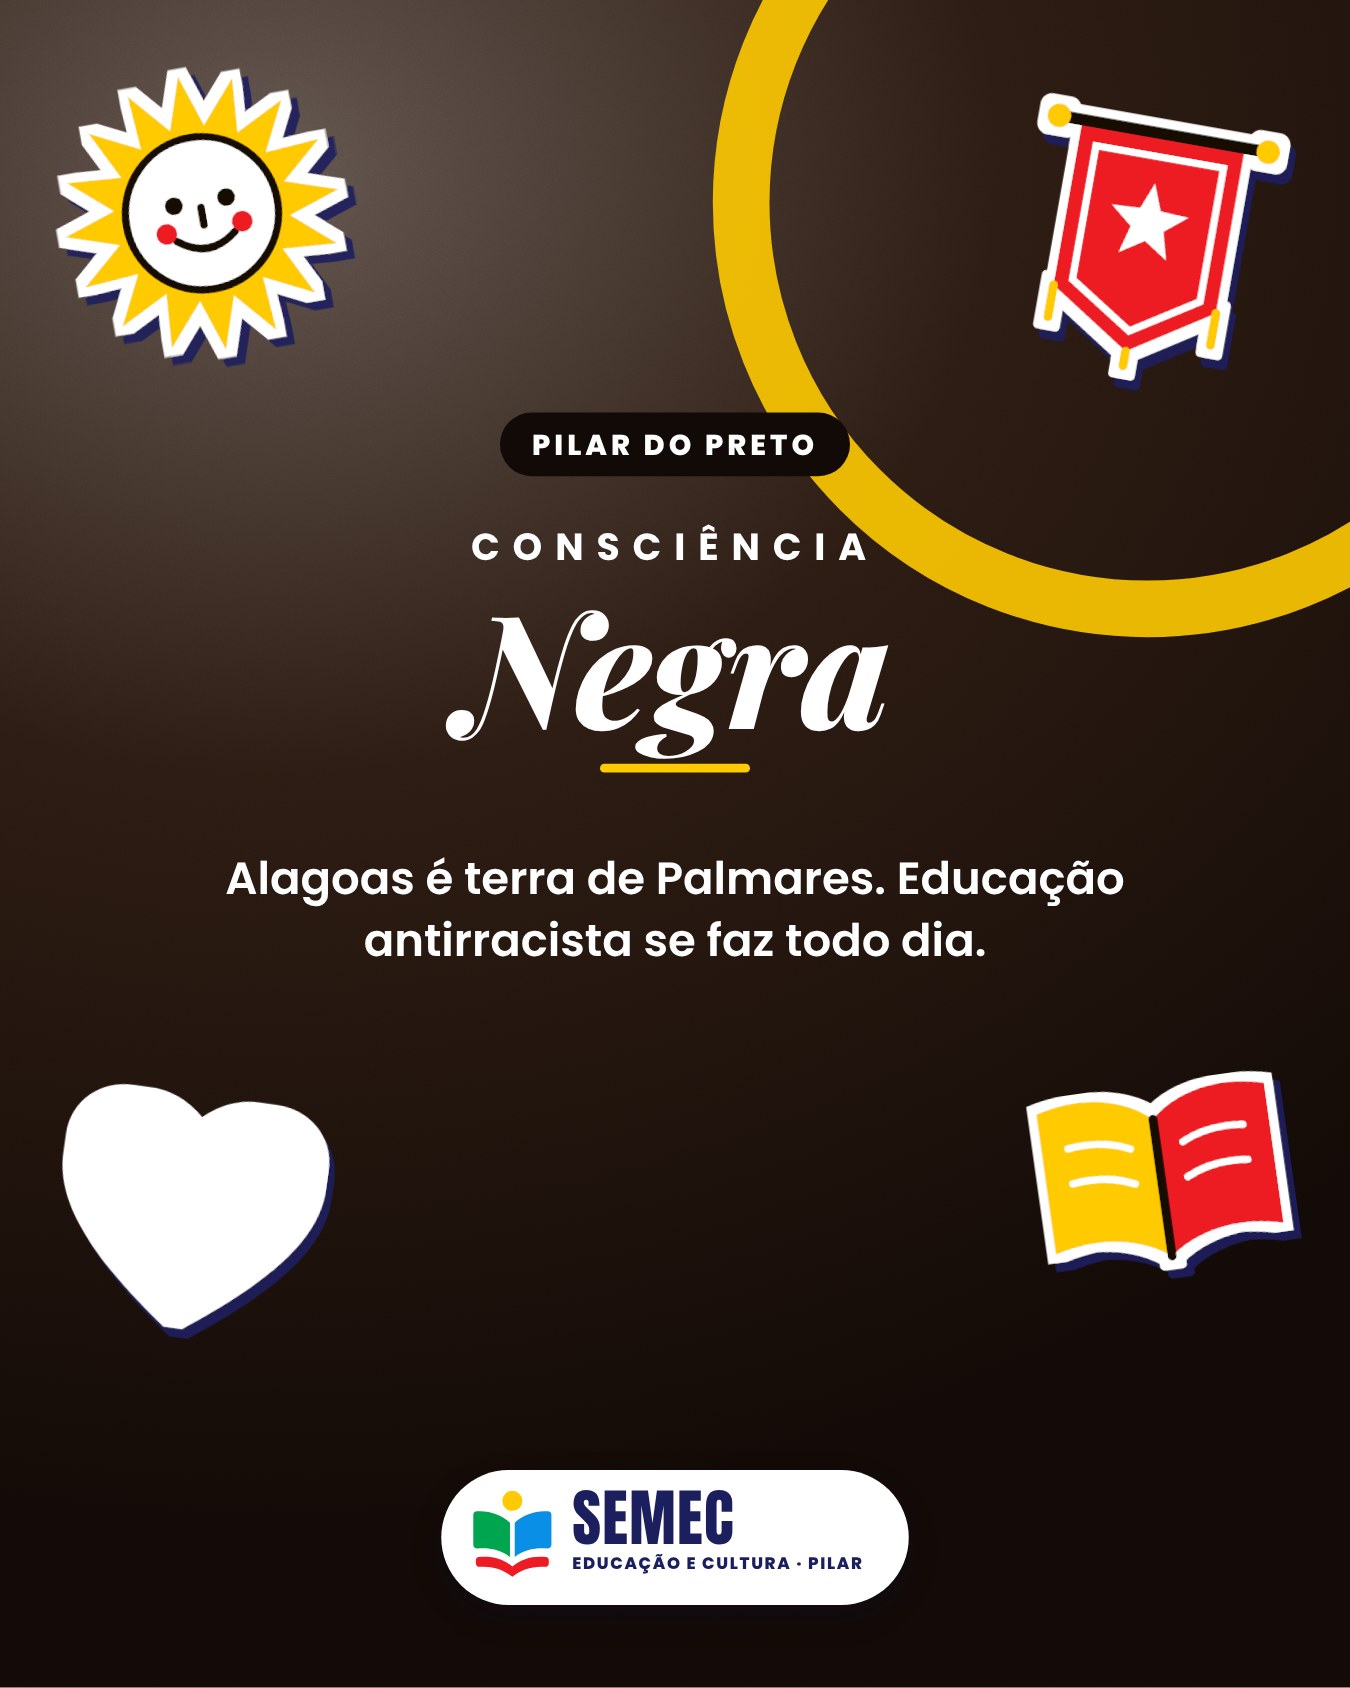 PILAR DO PRETO
CONSCIÊNCIA
Negra
Alagoas é terra de Palmares. Educação
antirracista se faz todo dia.
SEMEC
EDUCAÇÃO E CULTURA · PILAR